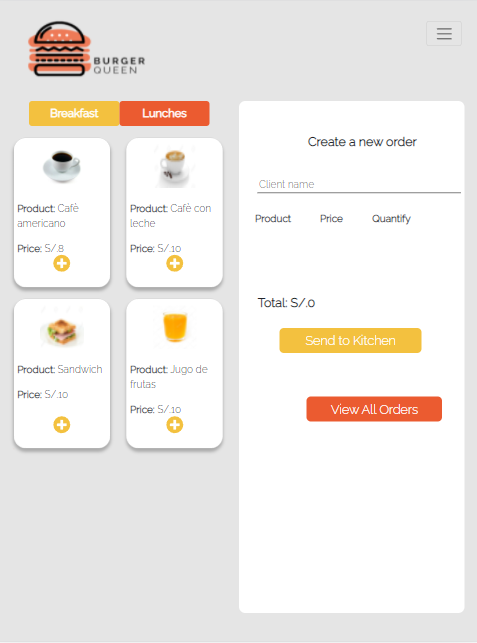 BURGER
QUEEN
Breakfast
Lunches
Product: Cafè
americano
Price: S/.8
Product: Cafè con
leche
Price: S/.10
Product: Sandwich
Price: S/.10
Product: Jugo de
frutas
Price: S/.10
Create a new order
Client name
Product Price Quantify
Total: S/.0
Send to Kitchen
View All Orders